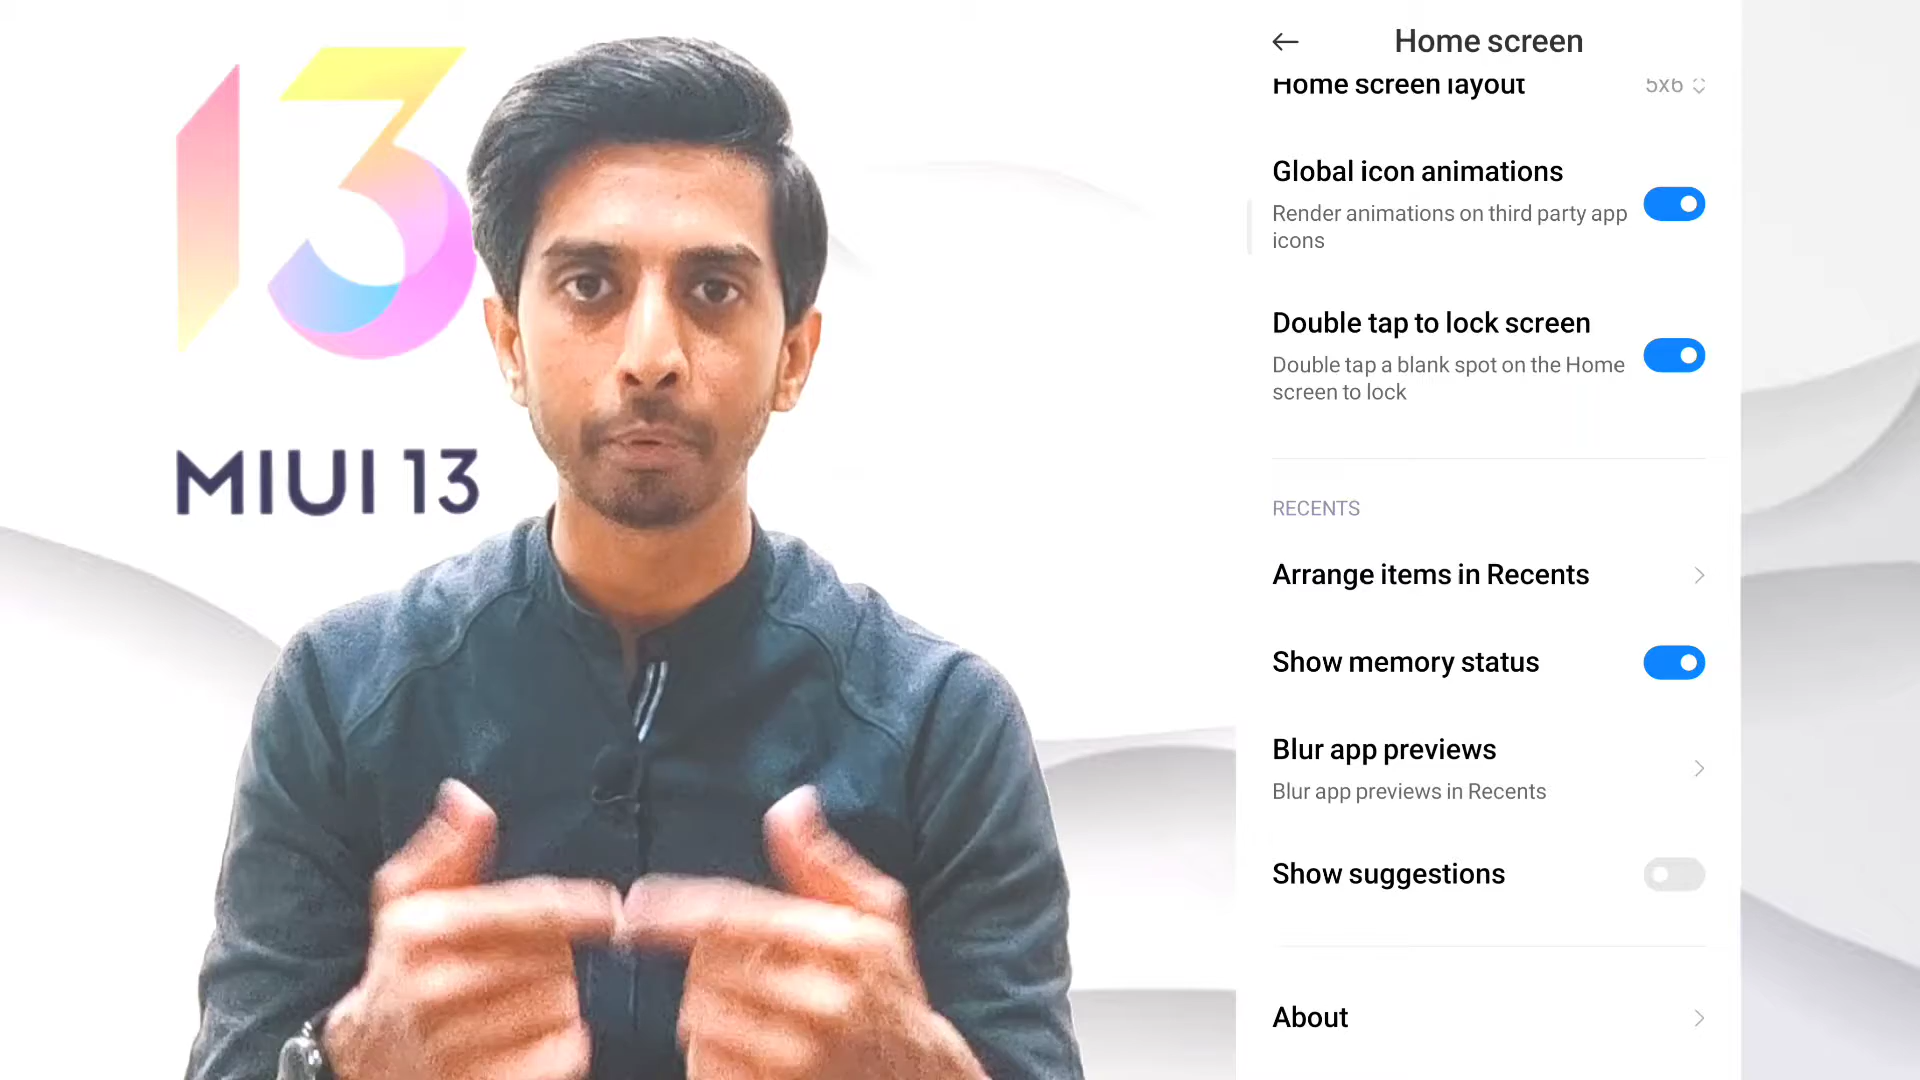 13
MIUI 13
Home screen
Home screen layout
5x6
Global icon animations
Render animations on third party app
icons
Double tap to lock screen
Double tap a blank spot on the Home
screen to lock
RECENTS
Arrange items in Recents
Show memory status
Blur app previews
Blur app previews in Recents
Show suggestions
About